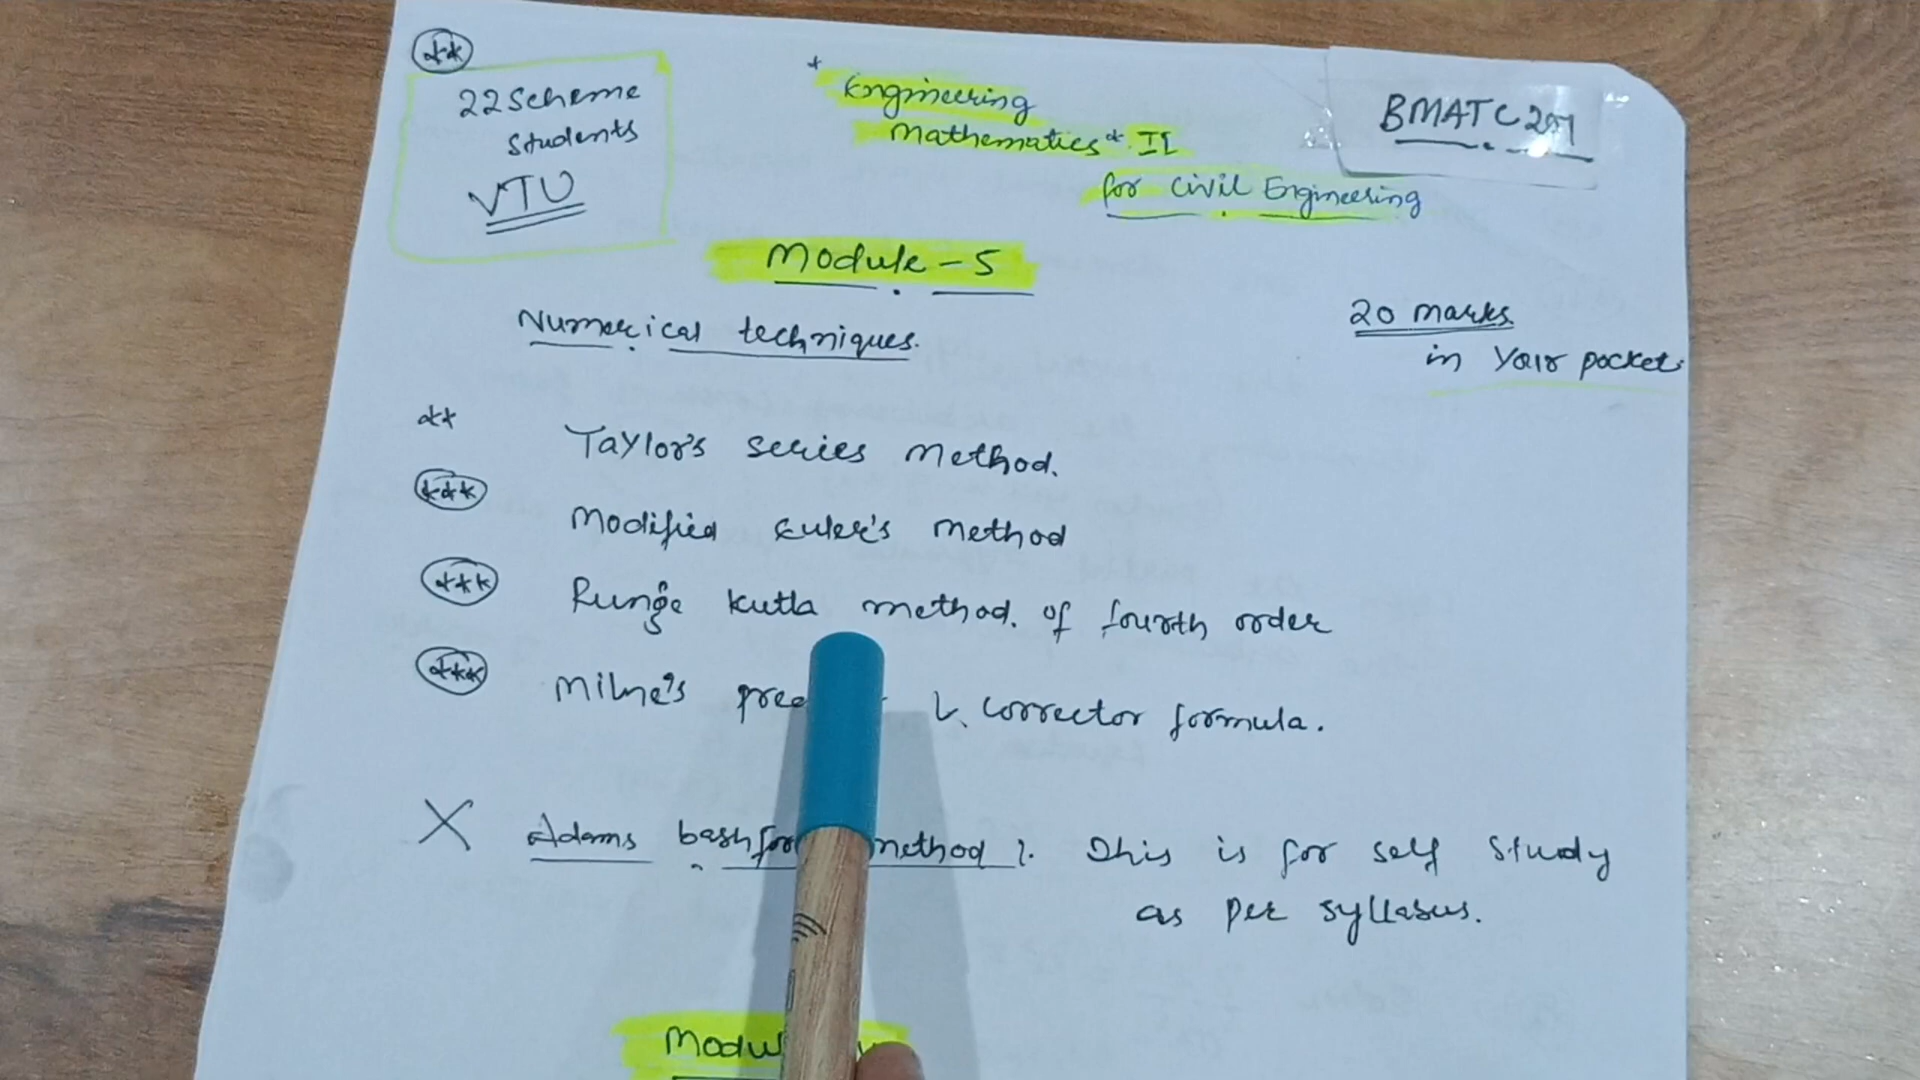 **
22 Scheme
Students
VTU
* Engineering
Mathematics* II
for Civil Engineering
BMATC201
Module - 5
Numerical techniques.
20 marks
in your pocket.
** Taylor's series Method.
*** Modified Euler's Method
*** Runge kutta method. of fourth order
*** Milne's & corrector formula.
X Adams method }. This is for self study
as per syllabus.